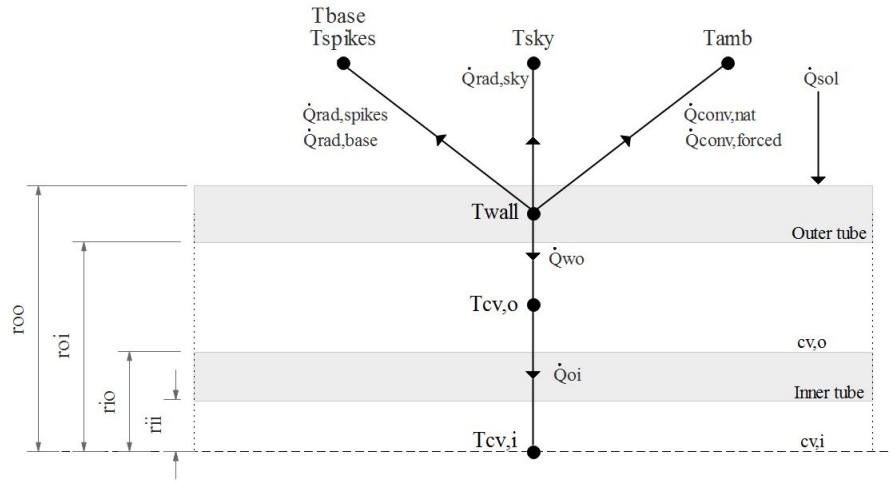 Tbase
Tspikes
Tsky
Tamb
Q̇rad,sky
Q̇sol
Q̇rad,spikes
Q̇rad,base
Q̇conv,nat
Q̇conv,forced
Twall
Outer tube
Q̇wo
Tcv,o
cv,o
Q̇oi
Inner tube
Tcv,i
cv,i
roo
roi
rio
rii